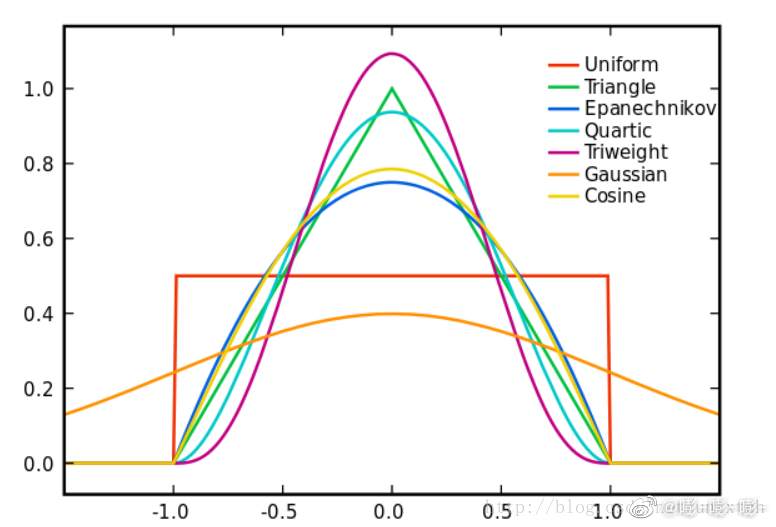 Uniform
1.0
Triangle
Epanechnikov
Quartic
0.8
Triweight
Gaussian
Cosine
0.6
0.4
0.2
0.0
-1.0 -0.5 0.0 0.5 1.0
http://blog.csdn